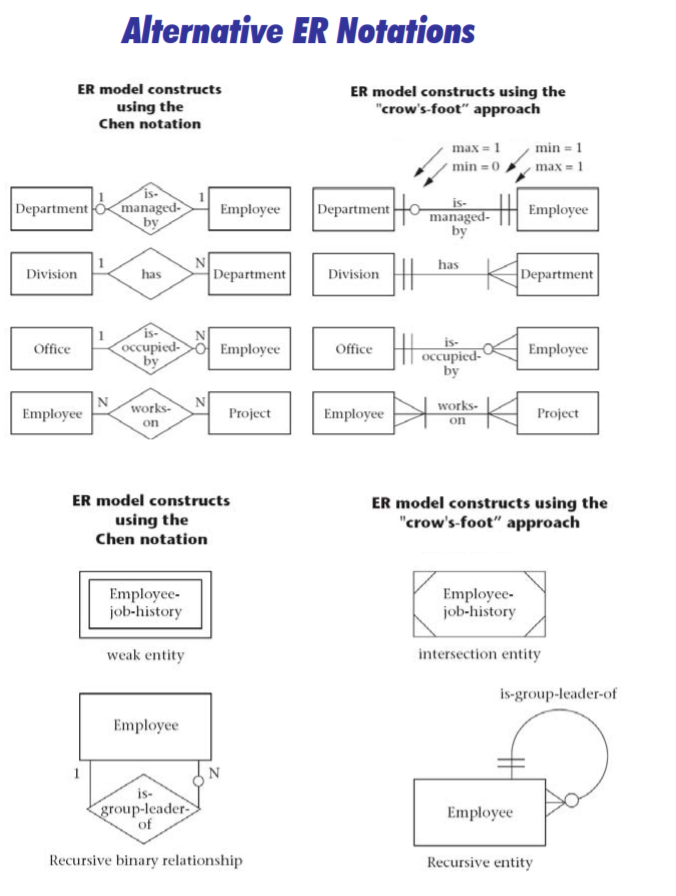 Alternative ER Notations
ER model constructs
using the
Chen notation
ER model constructs using the
"crow's-foot" approach
max = 1
min = 0
min = 1
max = 1
Department
1
is-
managed-
by
1
Employee
Department
is-
managed-
by
Employee
Division
1
has
N
Department
Division
has
Department
Office
1
is-
occupied-
by
N
Employee
Office
is-
occupied-
by
Employee
Employee
N
works-
on
N
Project
Employee
works-
on
Project
ER model constructs
using the
Chen notation
ER model constructs using the
"crow's-foot” approach
Employee-
job-history
weak entity
Employee-
job-history
intersection entity
Employee
1
N
is-
group-leader-
of
Recursive binary relationship
is-group-leader-of
Employee
Recursive entity